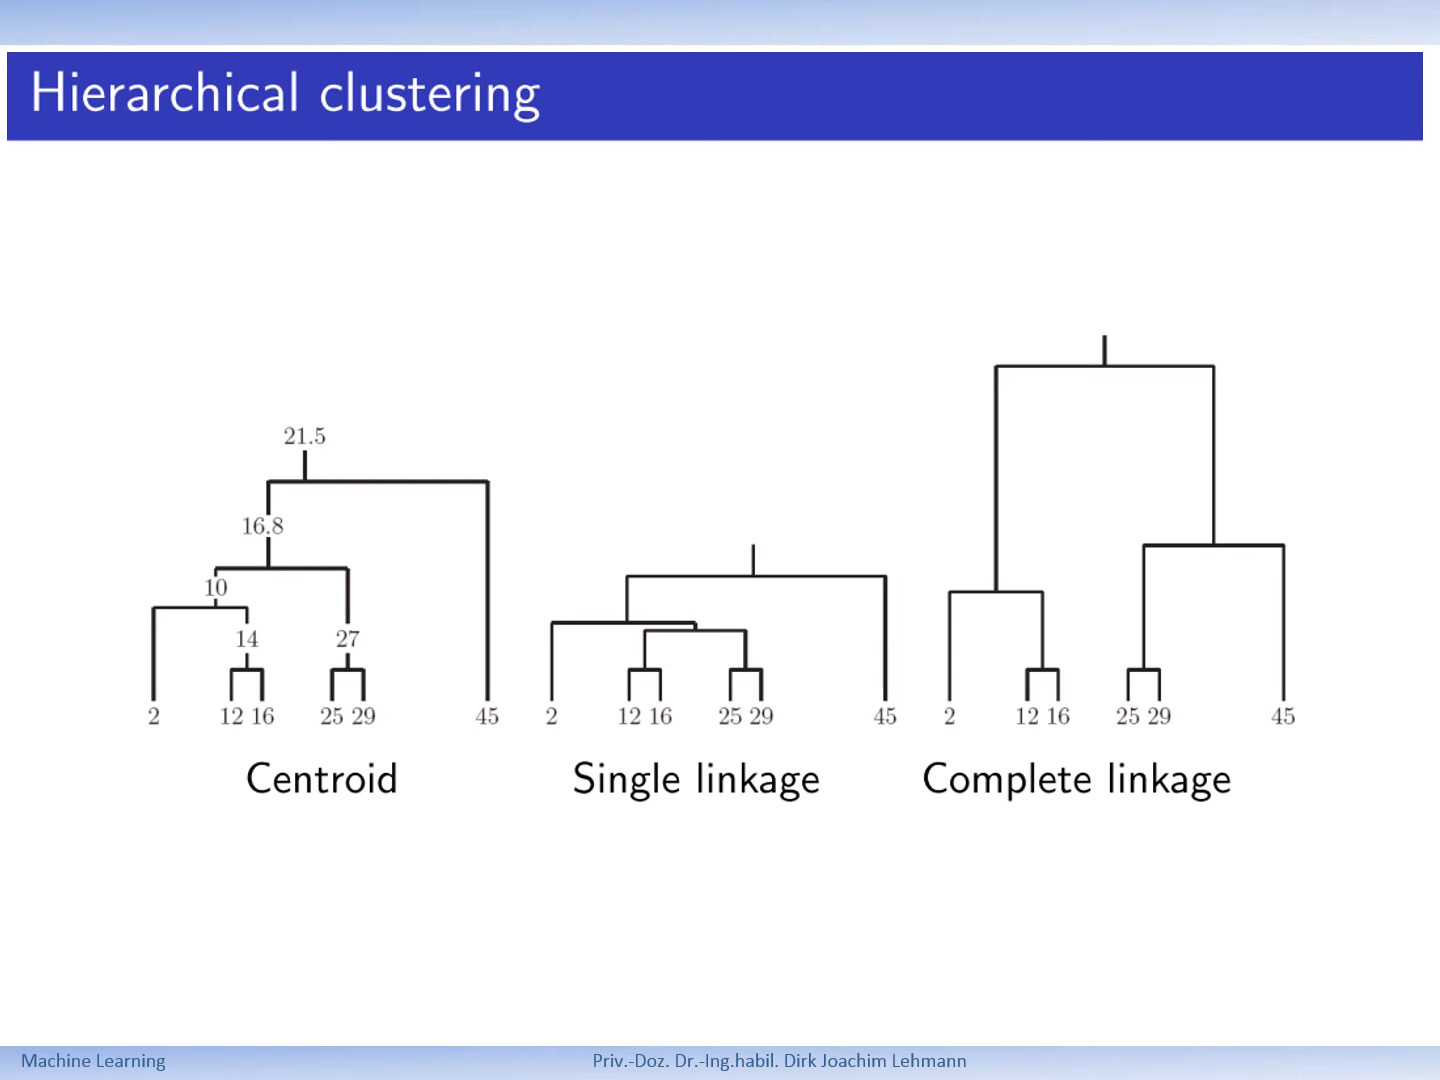 Hierarchical clustering
21.5
16.8
10
14
27
2
12 16
25 29
45
2
12 16
25 29
45
2
12 16
25 29
45
Centroid
Single linkage
Complete linkage
Machine Learning
Priv.-Doz. Dr.-Ing.habil. Dirk Joachim Lehmann